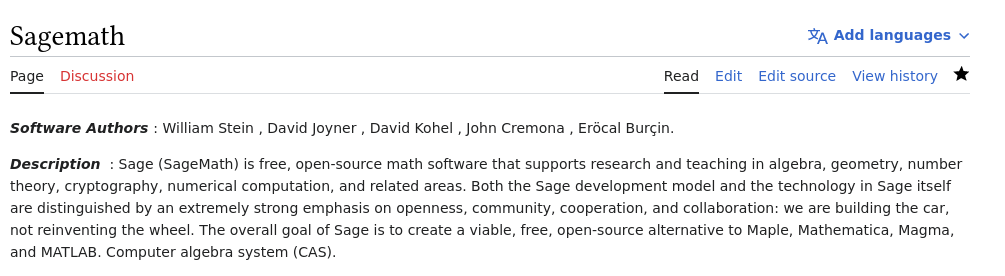 Sagemath
Add languages
Page Discussion Read Edit Edit source View history
Software Authors : William Stein , David Joyner , David Kohel , John Cremona , Eröcal Burçin.
Description : Sage (SageMath) is free, open-source math software that supports research and teaching in algebra, geometry, number
theory, cryptography, numerical computation, and related areas. Both the Sage development model and the technology in Sage itself
are distinguished by an extremely strong emphasis on openness, community, cooperation, and collaboration: we are building the car,
not reinventing the wheel. The overall goal of Sage is to create a viable, free, open-source alternative to Maple, Mathematica, Magma,
and MATLAB. Computer algebra system (CAS).